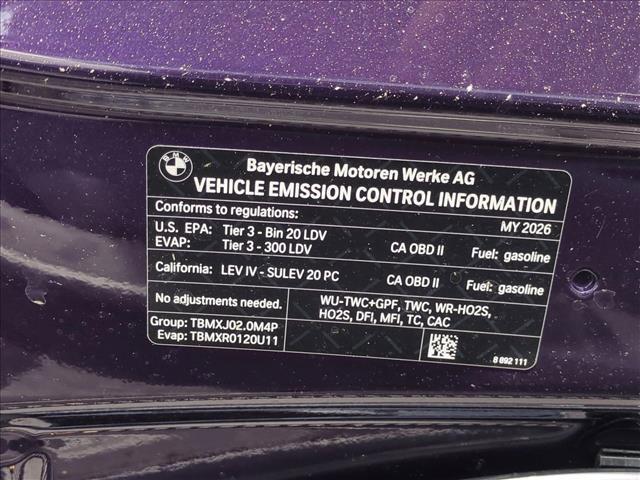 BMW
Bayerische Motoren Werke AG
VEHICLE EMISSION CONTROL INFORMATION
Conforms to regulations: MY 2026
U.S. EPA: Tier 3 - Bin 20 LDV
EVAP: Tier 3 - 300 LDV CA OBD II Fuel: gasoline
California: LEV IV - SULEV 20 PC CA OBD II Fuel: gasoline
No adjustments needed.
WU-TWC+GPF, TWC, WR-HO2S,
HO2S, DFI, MFI, TC, CAC
Group: TBMXJ02.0M4P
Evap: TBMXR0120U11
8 892 111